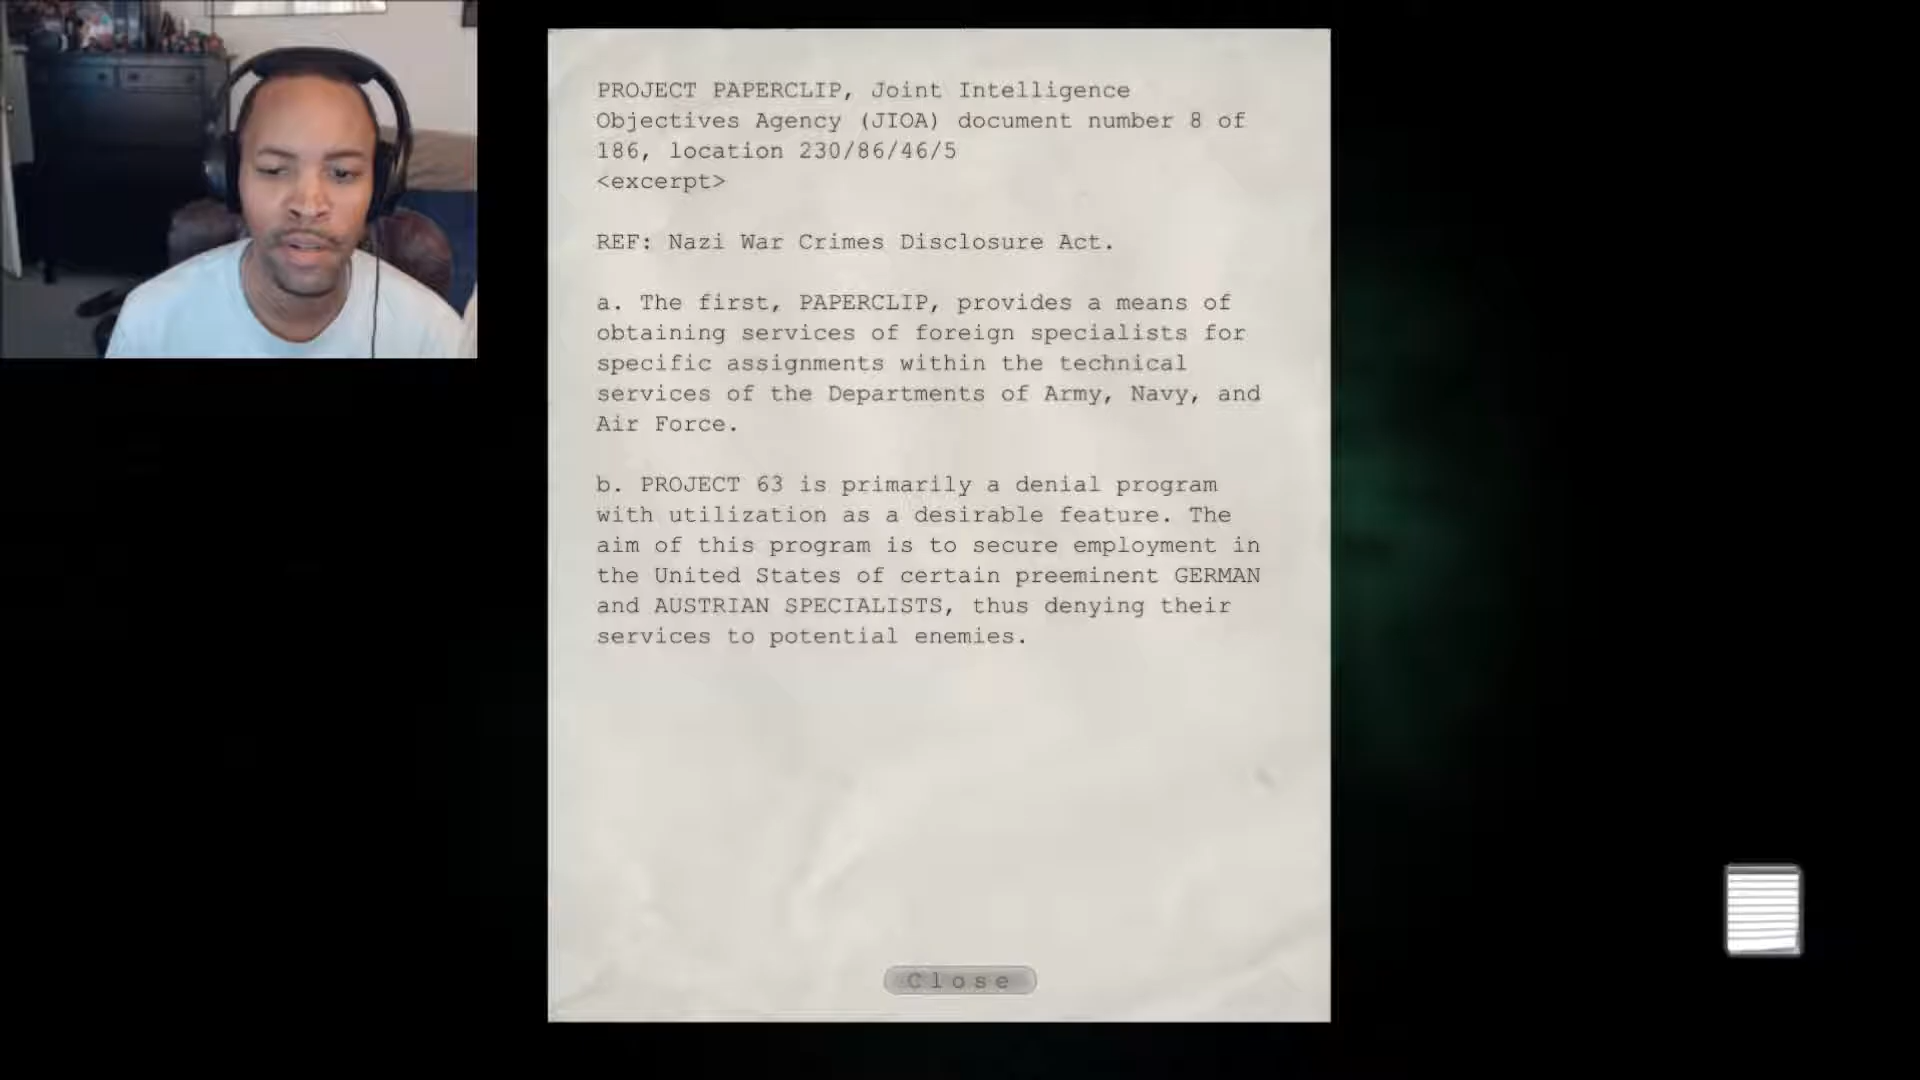 PROJECT PAPERCLIP, Joint Intelligence
Objectives Agency (JIOA) document number 8 of
186, location 230/86/46/5
<excerpt>
REF: Nazi War Crimes Disclosure Act.
a. The first, PAPERCLIP, provides a means of
obtaining services of foreign specialists for
specific assignments within the technical
services of the Departments of Army, Navy, and
Air Force.
b. PROJECT 63 is primarily a denial program
with utilization as a desirable feature. The
aim of this program is to secure employment in
the United States of certain preeminent GERMAN
and AUSTRIAN SPECIALISTS, thus denying their
services to potential enemies.
Close